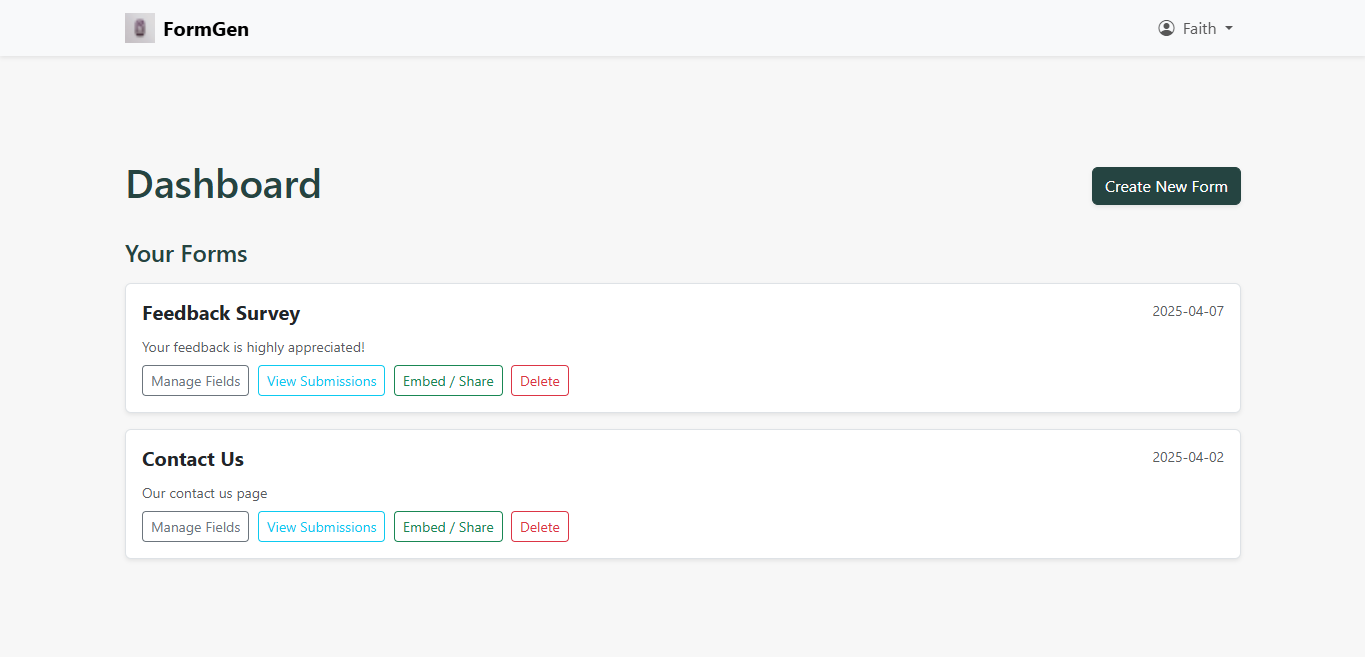 FormGen
Faith
Dashboard
Create New Form
Your Forms
Feedback Survey
2025-04-07
Your feedback is highly appreciated!
Manage Fields View Submissions Embed / Share Delete
Contact Us
2025-04-02
Our contact us page
Manage Fields View Submissions Embed / Share Delete